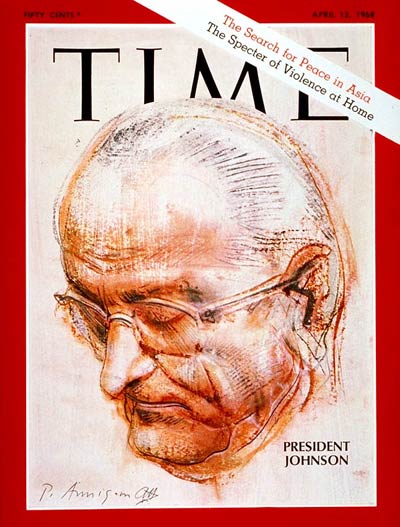 FIFTY CENTS
APRIL 12, 1968
The Search for Peace in Asia
The Specter of Violence at Home
TIME
PRESIDENT
JOHNSON